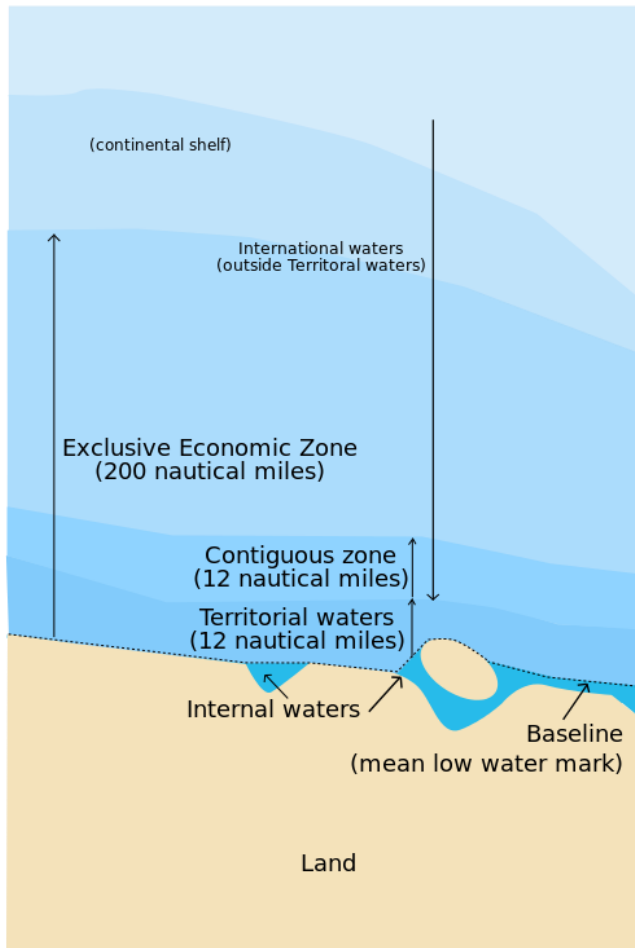 (continental shelf)
International waters
(outside Territoral waters)
Exclusive Economic Zone
(200 nautical miles)
Contiguous zone
(12 nautical miles)
Territorial waters
(12 nautical miles)
Internal waters
Baseline
(mean low water mark)
Land